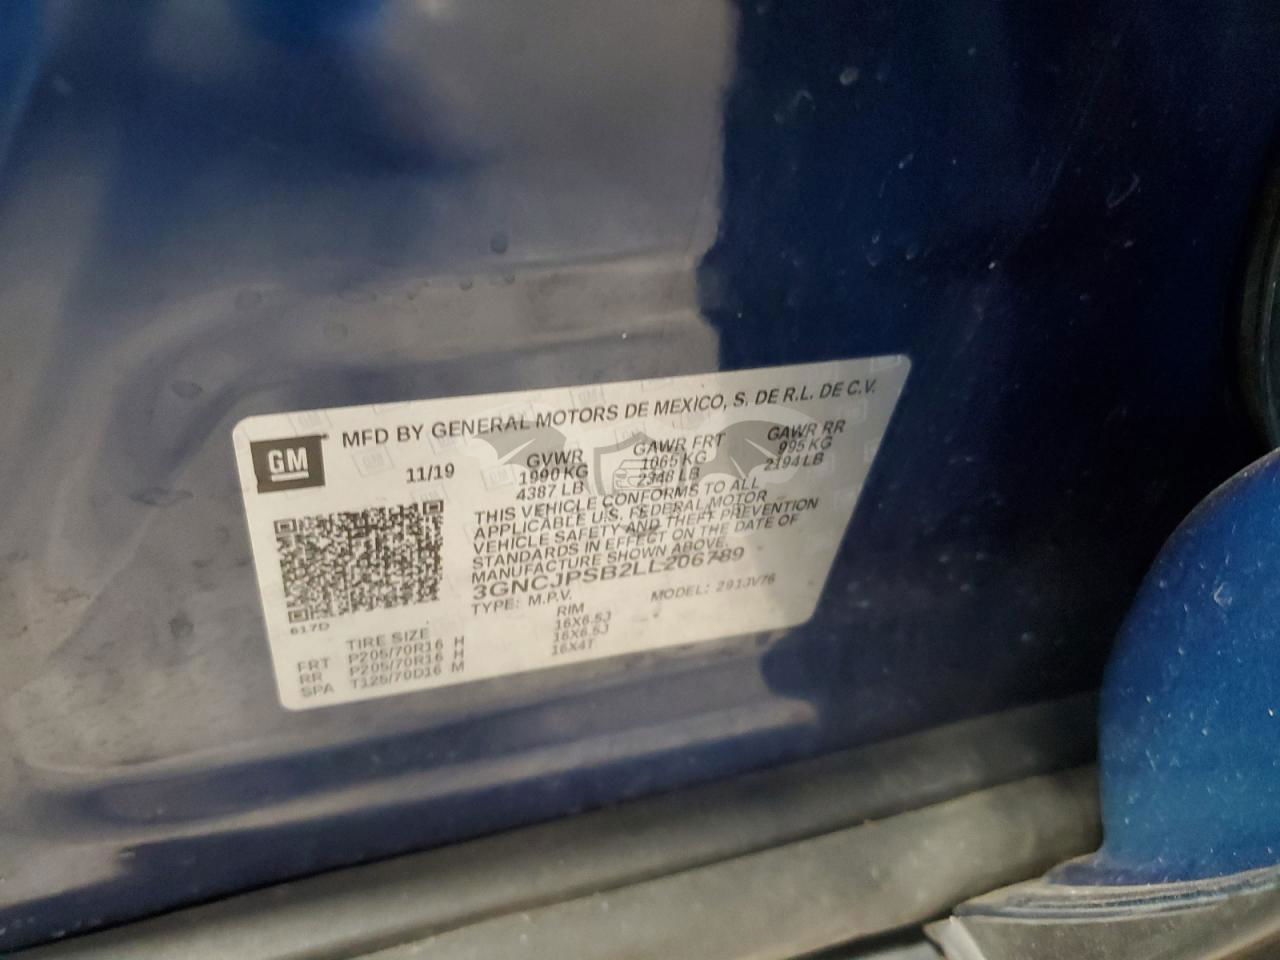 GM
MFD BY GENERAL MOTORS DE MEXICO, S. DE R.L. DE C.V.
11/19
GVWR GAWR FRT GAWR RR
1990 KG 1065 KG 995 KG
4387 LB 2348 LB 2194 LB
THIS VEHICLE CONFORMS TO ALL
APPLICABLE U.S. FEDERAL MOTOR
VEHICLE SAFETY AND THEFT PREVENTION
STANDARDS IN EFFECT ON THE DATE OF
MANUFACTURE SHOWN ABOVE.
3GNCJPSB2LL206789
TYPE: M.P.V. MODEL: 291JV76
617D
TIRE SIZE RIM
FRT P205/70R16 H 16X6.5J
RR P205/70R16 H 16X6.5J
SPA T125/70D16 M 16X4T